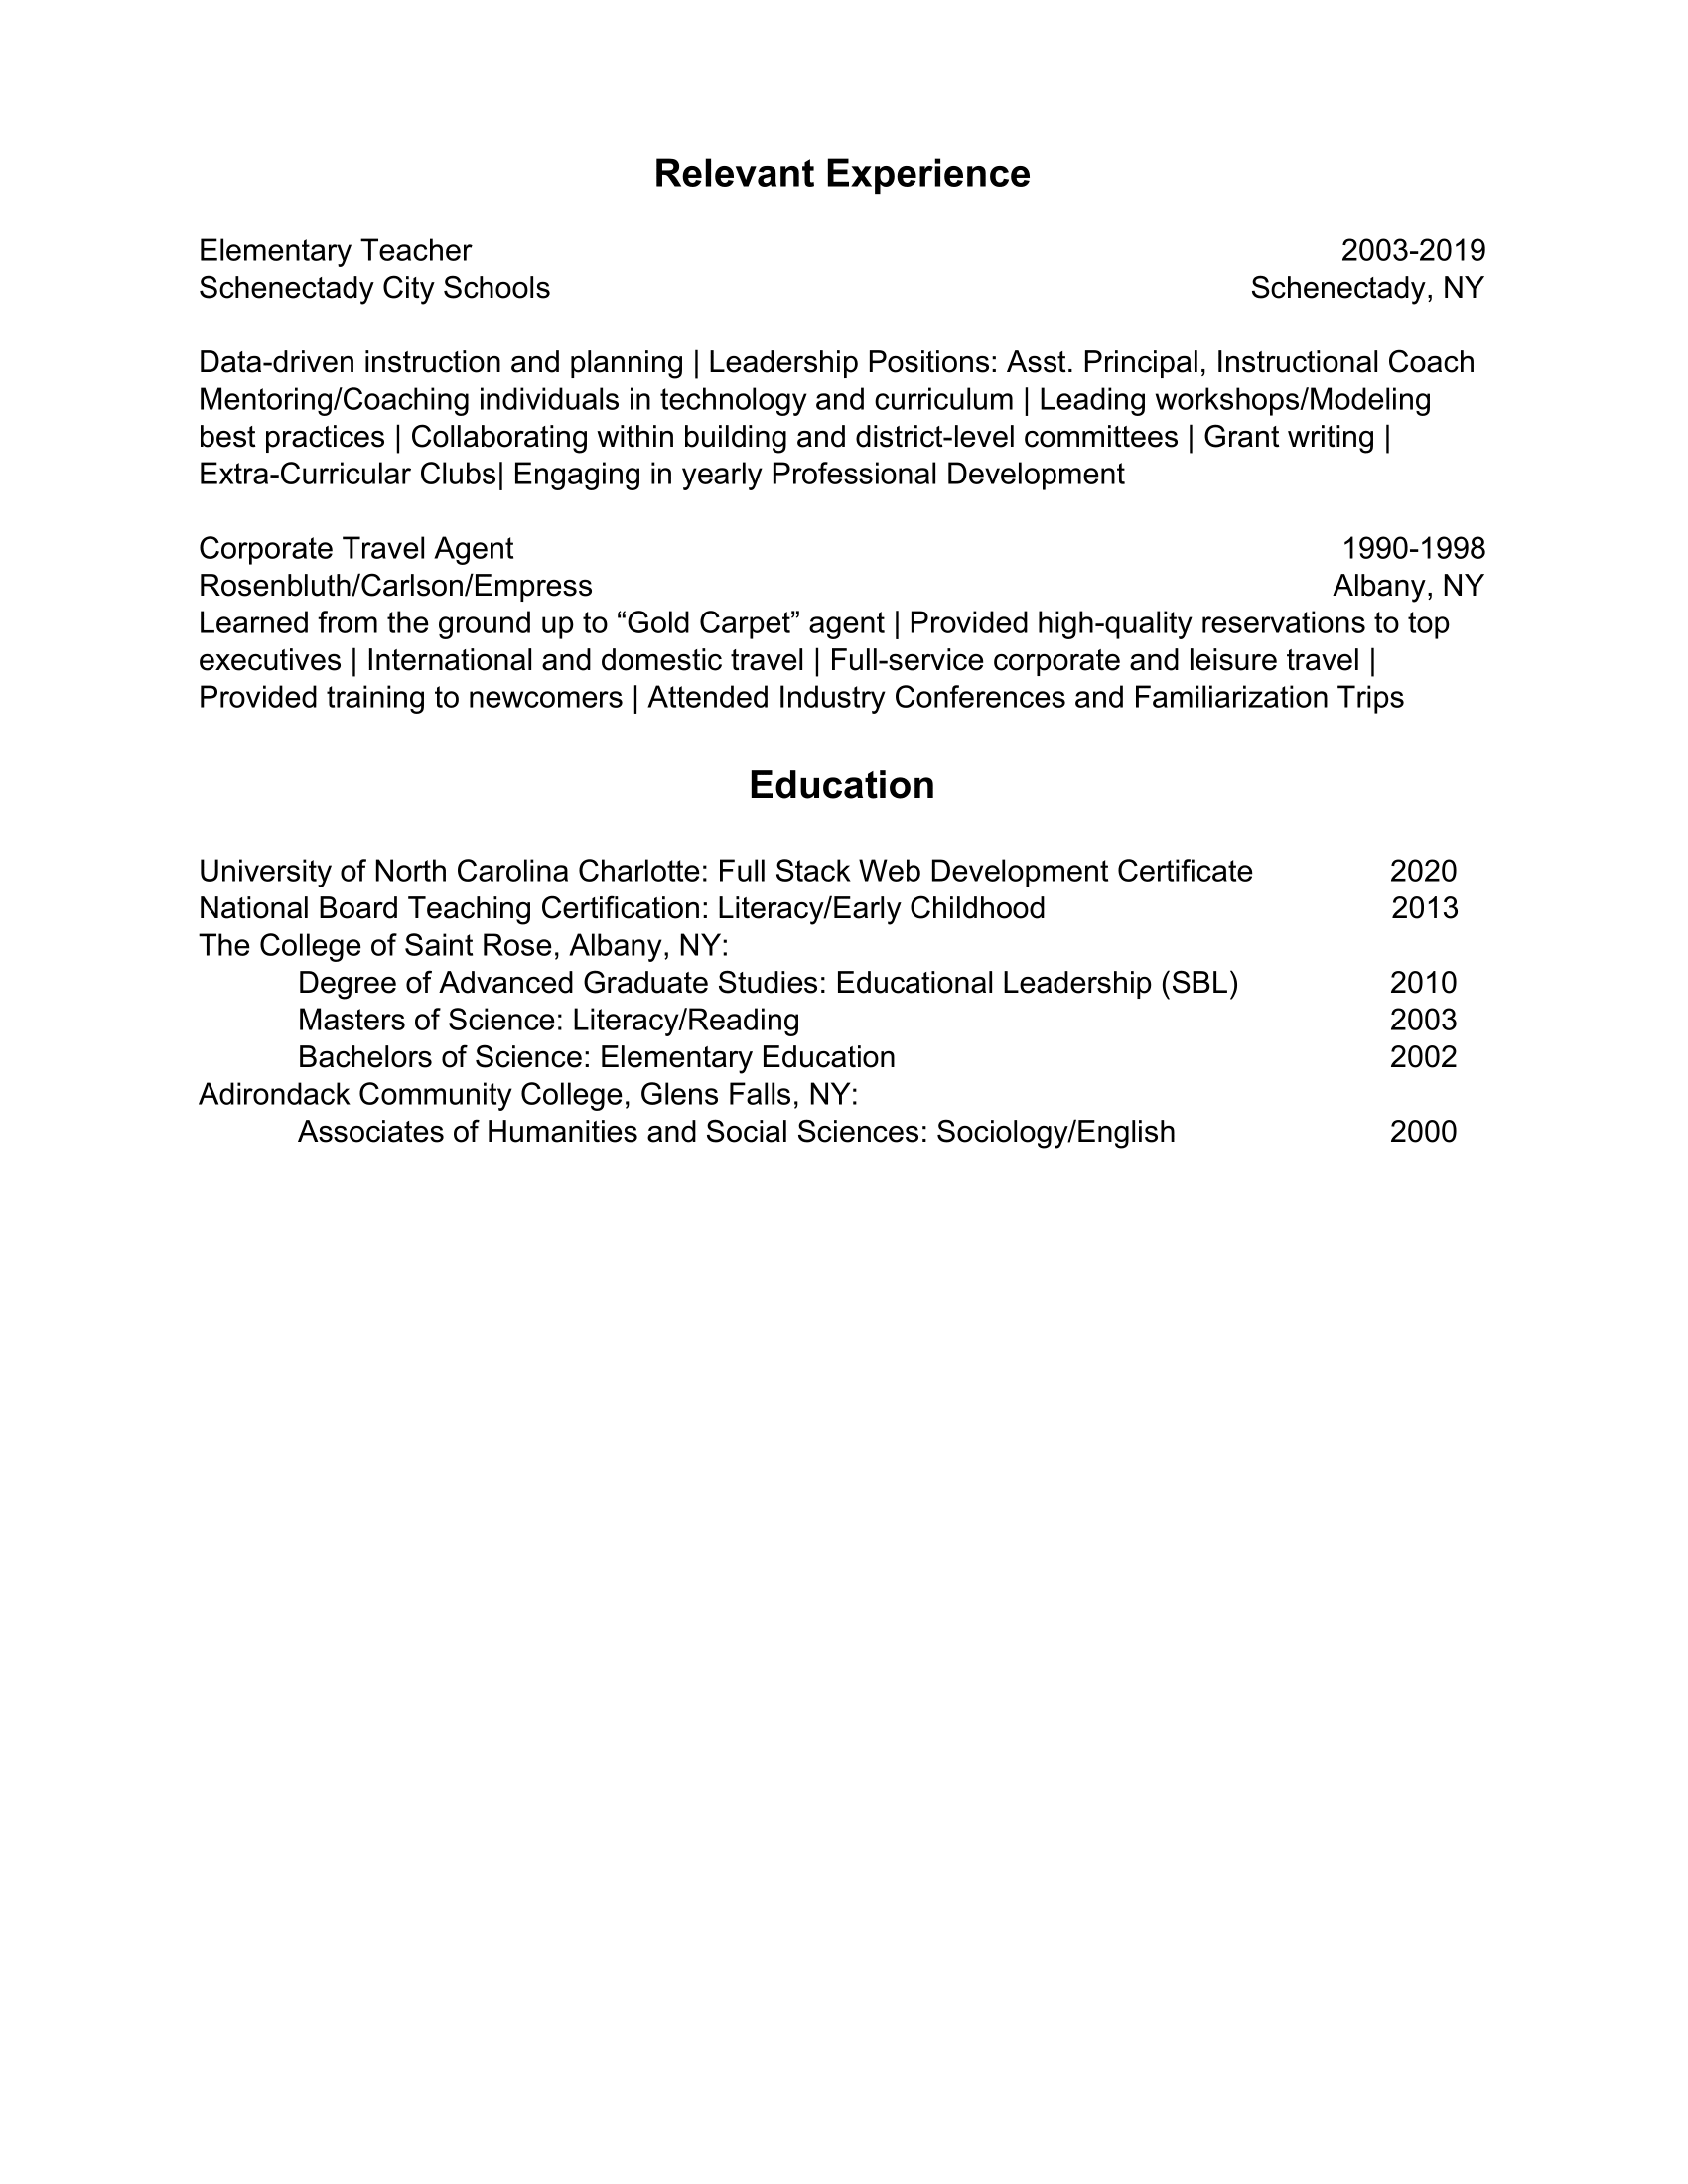 Relevant Experience
Elementary Teacher 2003-2019
Schenectady City Schools Schenectady, NY
Data-driven instruction and planning | Leadership Positions: Asst. Principal, Instructional Coach
Mentoring/Coaching individuals in technology and curriculum | Leading workshops/Modeling
best practices | Collaborating within building and district-level committees | Grant writing |
Extra-Curricular Clubs| Engaging in yearly Professional Development
Corporate Travel Agent 1990-1998
Rosenbluth/Carlson/Empress Albany, NY
Learned from the ground up to “Gold Carpet” agent | Provided high-quality reservations to top
executives | International and domestic travel | Full-service corporate and leisure travel |
Provided training to newcomers | Attended Industry Conferences and Familiarization Trips
Education
University of North Carolina Charlotte: Full Stack Web Development Certificate 2020
National Board Teaching Certification: Literacy/Early Childhood 2013
The College of Saint Rose, Albany, NY:
Degree of Advanced Graduate Studies: Educational Leadership (SBL) 2010
Masters of Science: Literacy/Reading 2003
Bachelors of Science: Elementary Education 2002
Adirondack Community College, Glens Falls, NY:
Associates of Humanities and Social Sciences: Sociology/English 2000